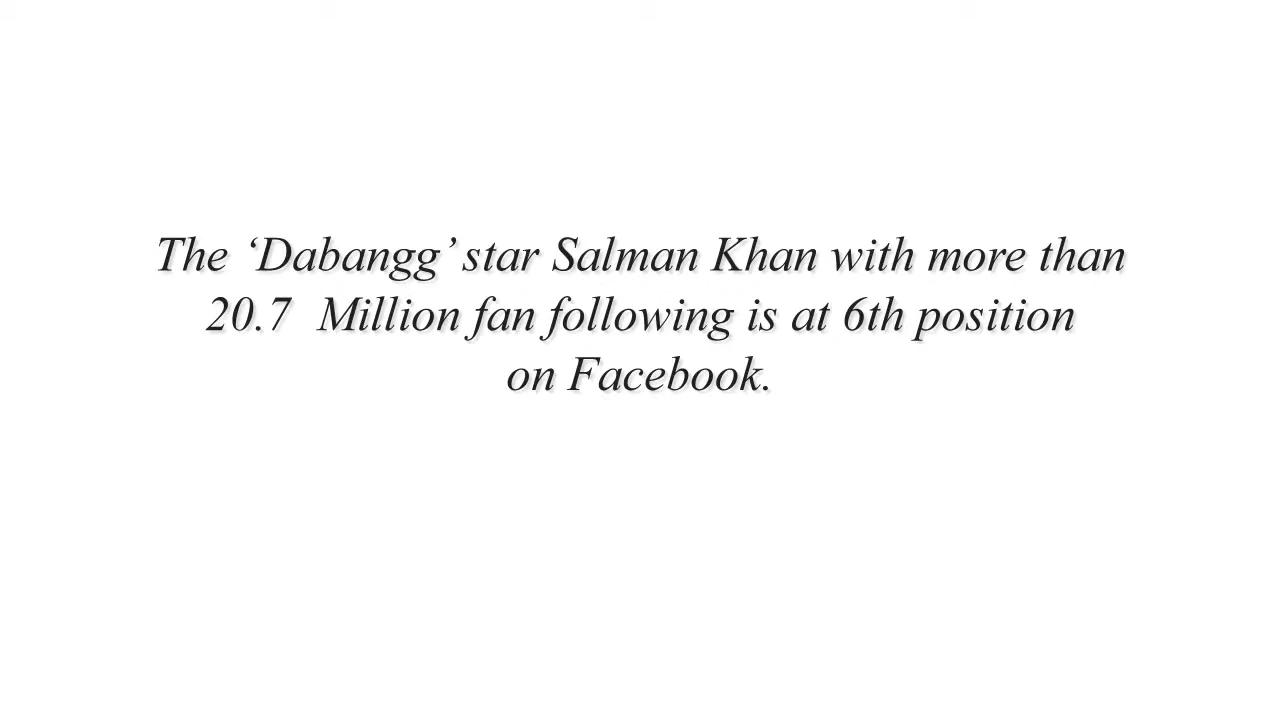 The ‘Dabangg’ star Salman Khan with more than
20.7  Million fan following is at 6th position
on Facebook.